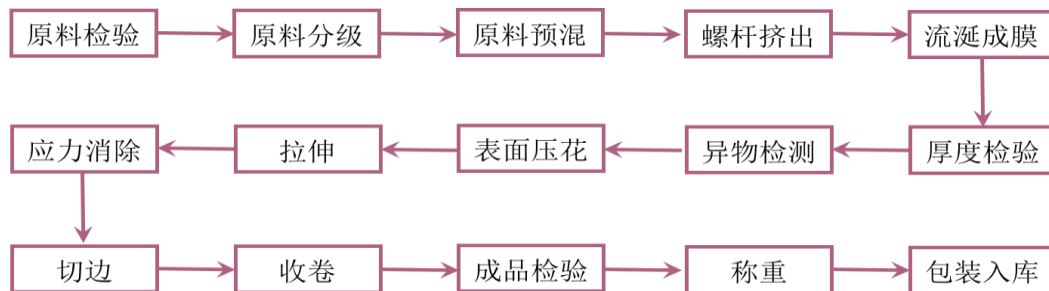 原料检验
原料分级
原料预混
螺杆挤出
流涎成膜
厚度检验
异物检测
表面压花
拉伸
应力消除
切边
收卷
成品检验
称重
包装入库